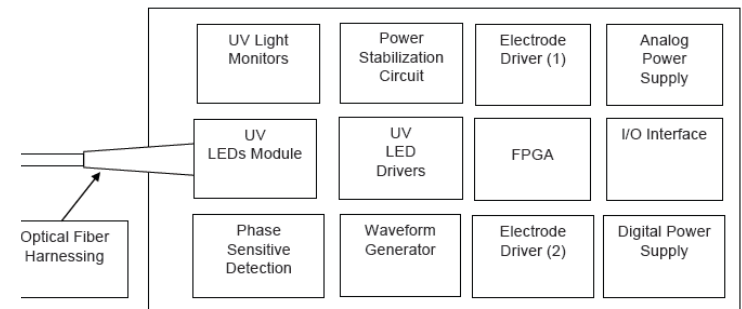 UV Light
Monitors
Power
Stabilization
Circuit
Electrode
Driver (1)
Analog
Power
Supply
UV
LEDs Module
UV
LED
Drivers
FPGA
I/O Interface
Optical Fiber
Harnessing
Phase
Sensitive
Detection
Waveform
Generator
Electrode
Driver (2)
Digital Power
Supply